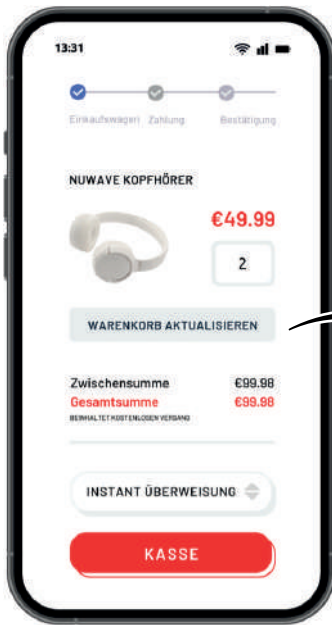 13:31
Einkaufswagen Zahlung Bestätigung
NUWAVE KOPFHÖRER
€49.99
2
WARENKORB AKTUALISIEREN
Zwischensumme €99.98
Gesamtsumme €99.98
BEINHALTET KOSTENLOSEN VERSAND
INSTANT ÜBERWEISUNG
KASSE